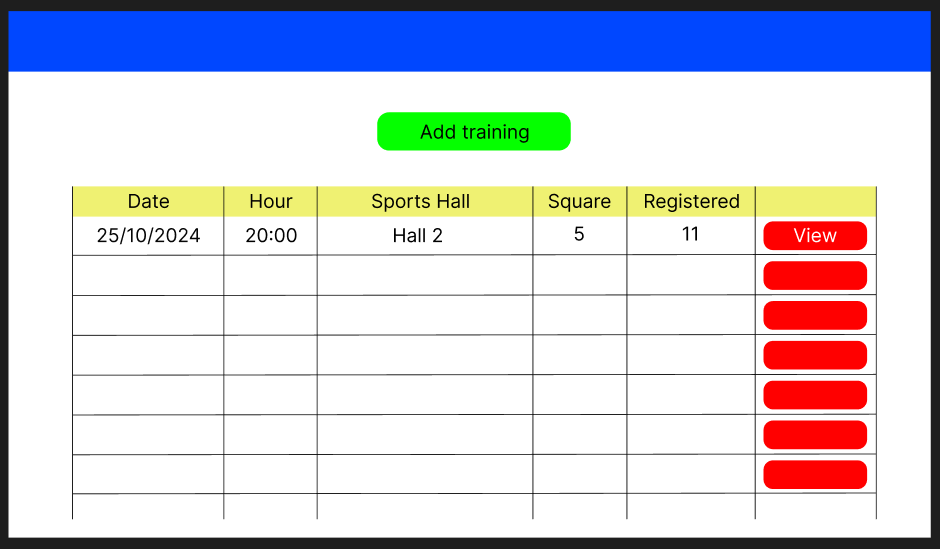 Add training
Date Hour Sports Hall Square Registered
25/10/2024 20:00 Hall 2 5 11 View